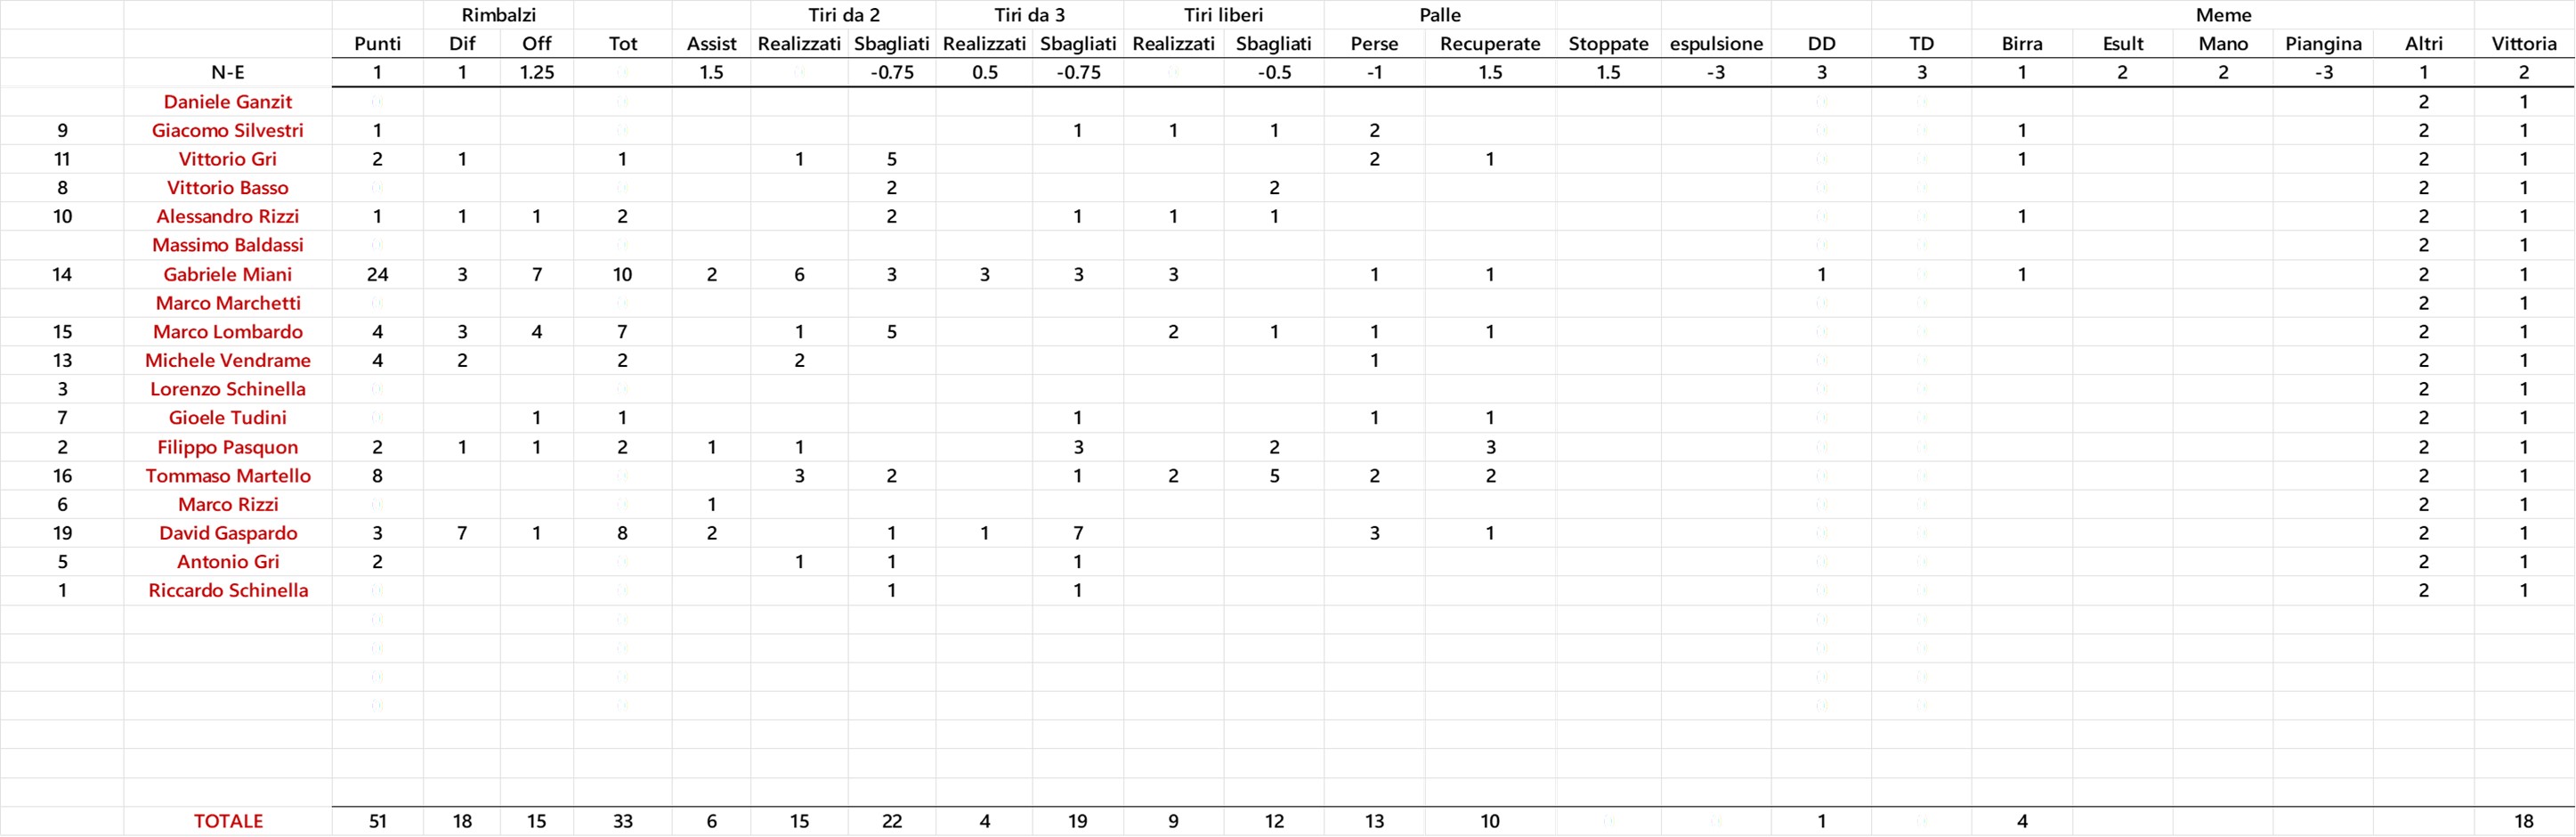 Rimbalzi Tiri da 2 Tiri da 3 Tiri liberi Palle Meme
Punti Dif Off Tot Assist Realizzati Sbagliati Realizzati Sbagliati Realizzati Sbagliati Perse Recuperate Stoppate espulsione DD TD Birra Esult Mano Piangina Altri Vittoria
N-E 1 1 1.25 1.5 -0.75 0.5 -0.75 -0.5 -1 1.5 1.5 -3 3 3 1 2 2 -3 1 2
Daniele Ganzit 2 1
9 Giacomo Silvestri 1 1 1 1 2 1 2 1
11 Vittorio Gri 2 1 1 1 5 2 1 1 2 1
8 Vittorio Basso 2 2 2 1
10 Alessandro Rizzi 1 1 1 2 2 1 1 1 1 2 1
Massimo Baldassi 2 1
14 Gabriele Miani 24 3 7 10 2 6 3 3 3 3 1 1 1 1 2 1
Marco Marchetti 2 1
15 Marco Lombardo 4 3 4 7 1 5 2 1 1 1 2 1
13 Michele Vendrame 4 2 2 2 1 2 1
3 Lorenzo Schinella 2 1
7 Gioele Tudini 1 1 1 1 1 2 1
2 Filippo Pasquon 2 1 1 2 1 1 3 2 3 2 1
16 Tommaso Martello 8 3 2 1 2 5 2 2 2 1
6 Marco Rizzi 1 2 1
19 David Gaspardo 3 7 1 8 2 1 1 7 3 1 2 1
5 Antonio Gri 2 1 1 1 2 1
1 Riccardo Schinella 1 1 2 1
TOTALE 51 18 15 33 6 15 22 4 19 9 12 13 10 1 4 18